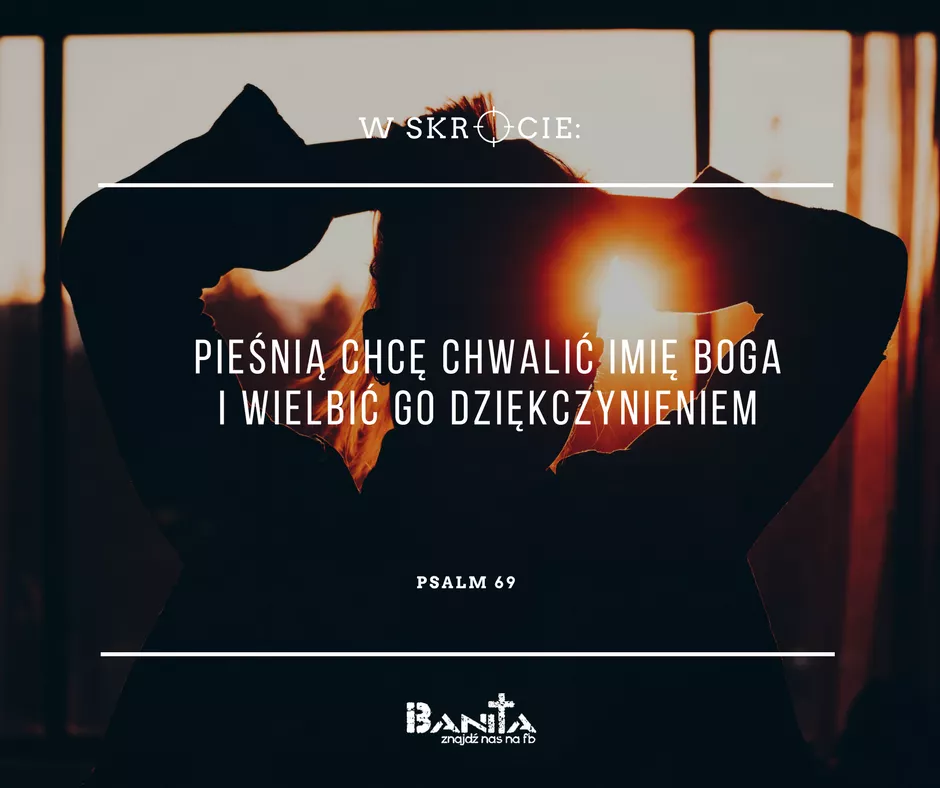 W SKRÓCIE:
PIEŚNIĄ CHCĘ CHWALIĆ IMIĘ BOGA
I WIELBIĆ GO DZIĘKCZYNIENIEM
PSALM 69
BANITA
znajdź nas na fb